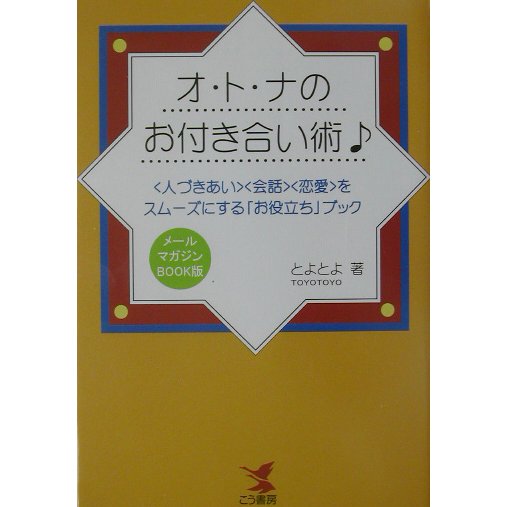 オ・ト・ナの
お付き合い術♪
<人づきあい><会話><恋愛>を
スムーズにする「お役立ち」ブック
メール
マガジン
BOOK版
とよとよ 著
TOYOTOYO
こう書房